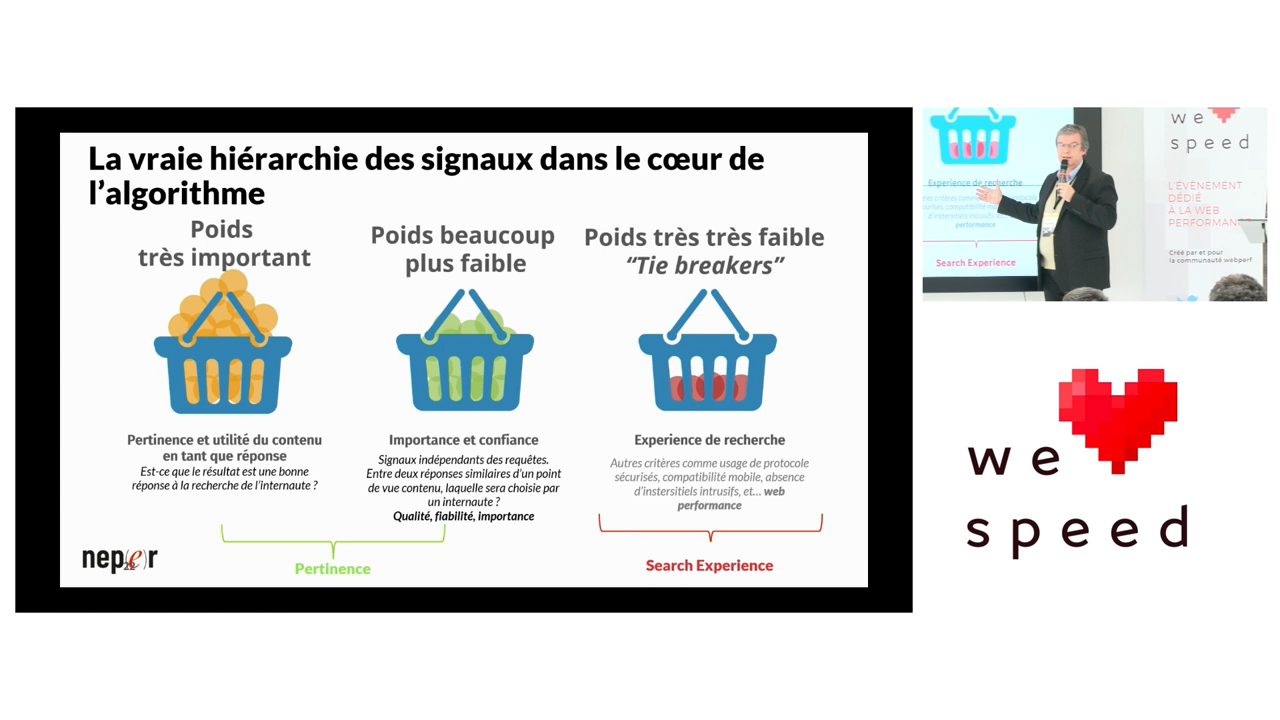 La vraie hiérarchie des signaux dans le cœur de
l'algorithme
Poids
très important
Poids beaucoup
plus faible
Poids très très faible
“Tie breakers”
Pertinence et utilité du contenu
en tant que réponse
Est-ce que le résultat est une bonne
réponse à la recherche de l'internaute ?
Importance et confiance
Signaux indépendants des requêtes.
Entre deux réponses similaires d'un point
de vue contenu, laquelle sera choisie par
un internaute ?
Qualité, fiabilité, importance
Experience de recherche
Autres critères comme usage de protocole
sécurisés, compatibilité mobile, absence
d'instersitiels intrusifs, et... web
performance
Pertinence
Search Experience
nep(e)r
22
Experience de recherche
performance
Search Experience
we
speed
L'ÉVÈNEMENT
DÉDIÉ
À LA WEB
PERFORMAN
Créé par et pour
la communauté webperf
we
speed